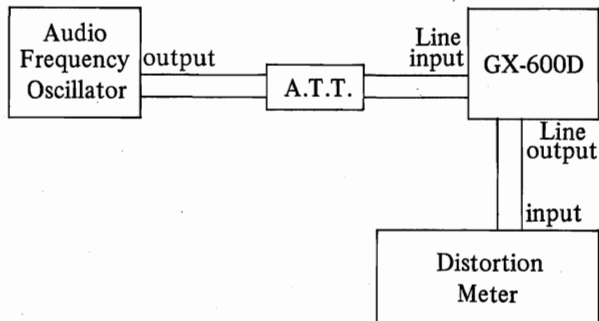 Audio
Frequency
Oscillator
output
A.T.T.
Line
input
GX-600D
Line
output
input
Distortion
Meter